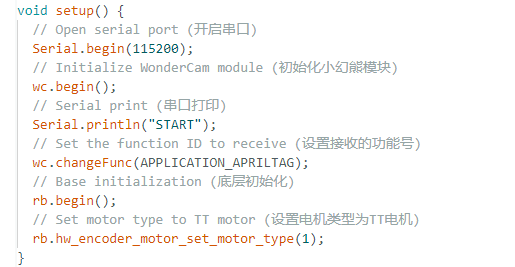 void setup() {
// Open serial port (开启串口)
Serial.begin(115200);
// Initialize WonderCam module (初始化小幻熊模块)
wc.begin();
// Serial print (串口打印)
Serial.println("START");
// Set the function ID to receive (设置接收的功能号)
wc.changeFunc(APPLICATION_APRILTAG);
// Base initialization (底层初始化)
rb.begin();
// Set motor type to TT motor (设置电机类型为TT电机)
rb.hw_encoder_motor_set_motor_type(1);
}